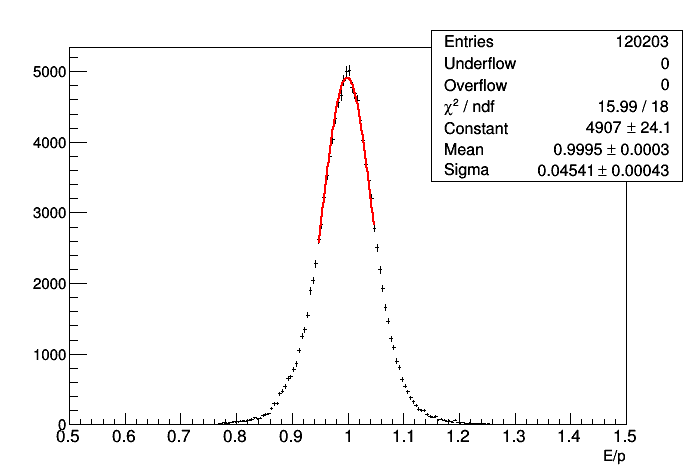 Entries 120203
Underflow 0
Overflow 0
χ² / ndf 15.99 / 18
Constant 4907 ± 24.1
Mean 0.9995 ± 0.0003
Sigma 0.04541 ± 0.00043
5000
4000
3000
2000
1000
0
0.5 0.6 0.7 0.8 0.9 1 1.1 1.2 1.3 1.4 1.5
E/p